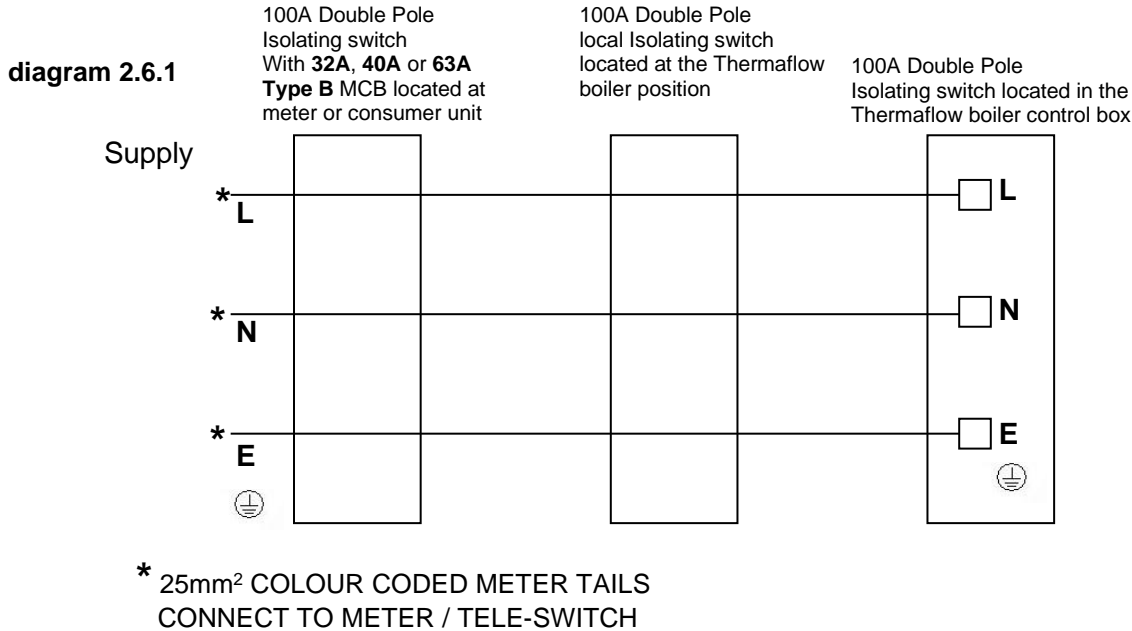 diagram 2.6.1
100A Double Pole
Isolating switch
With 32A, 40A or 63A
Type B MCB located at
meter or consumer unit
100A Double Pole
local Isolating switch
located at the Thermaflow
boiler position
100A Double Pole
Isolating switch located in the
Thermaflow boiler control box
Supply
* L
L
* N
N
* E
E
* 25mm² COLOUR CODED METER TAILS
CONNECT TO METER / TELE-SWITCH